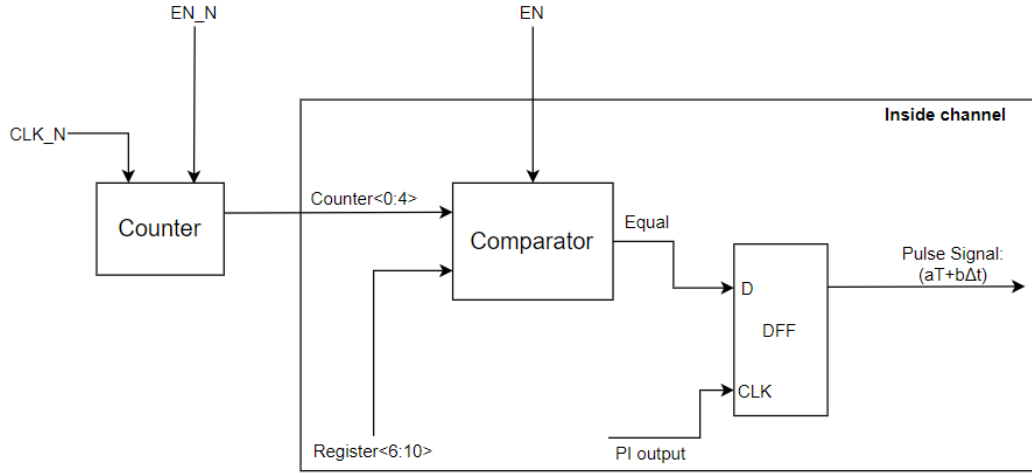 EN_N
EN
Inside channel
CLK_N
Counter<0:4>
Counter
Comparator
Equal
Pulse Signal:
(aT+bΔt)
D
DFF
CLK
Register<6:10>
PI output